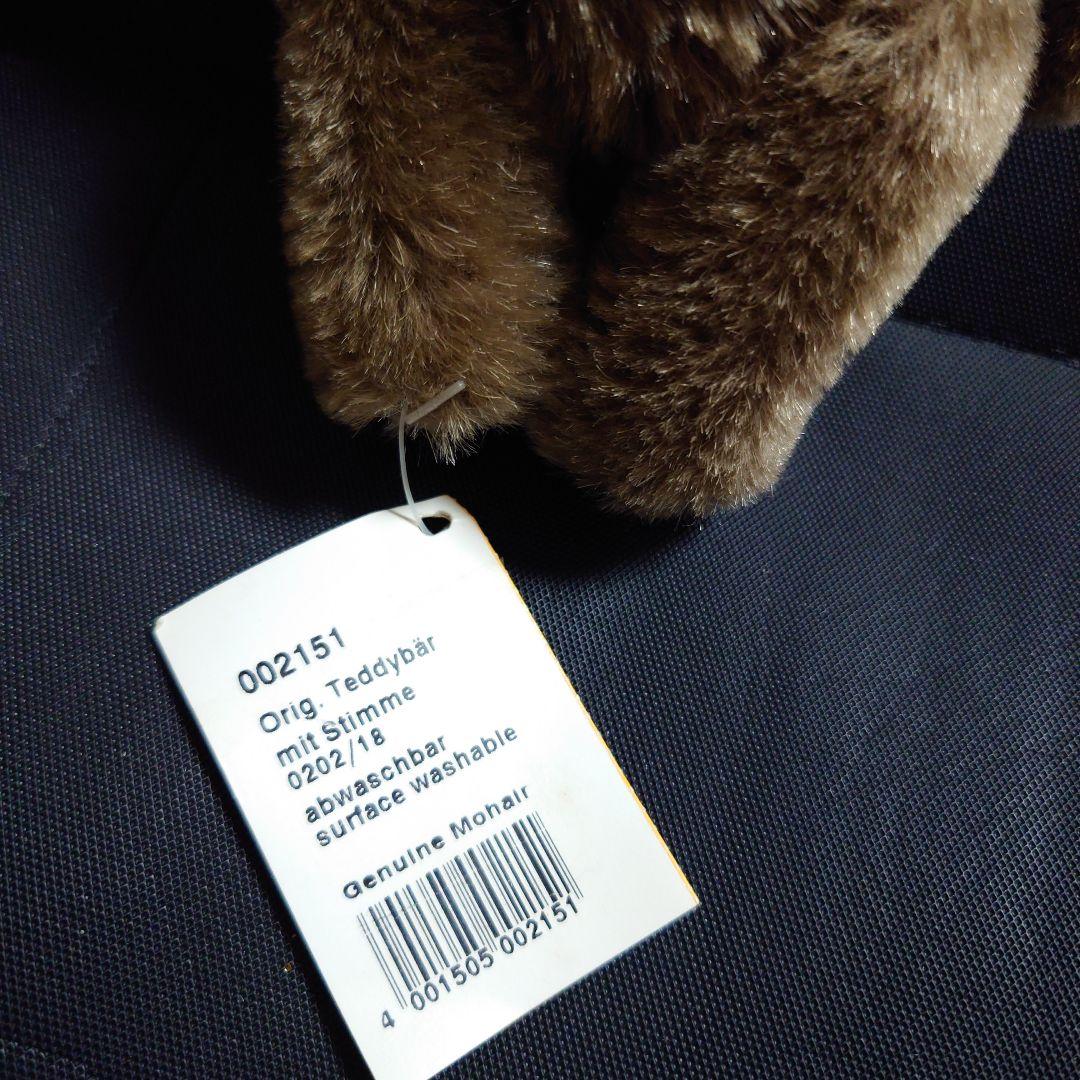 002151
Orig. Teddybär
mit Stimme
0202/18
abwaschbar
surface washable
Genuine Mohair
4 001505 002151